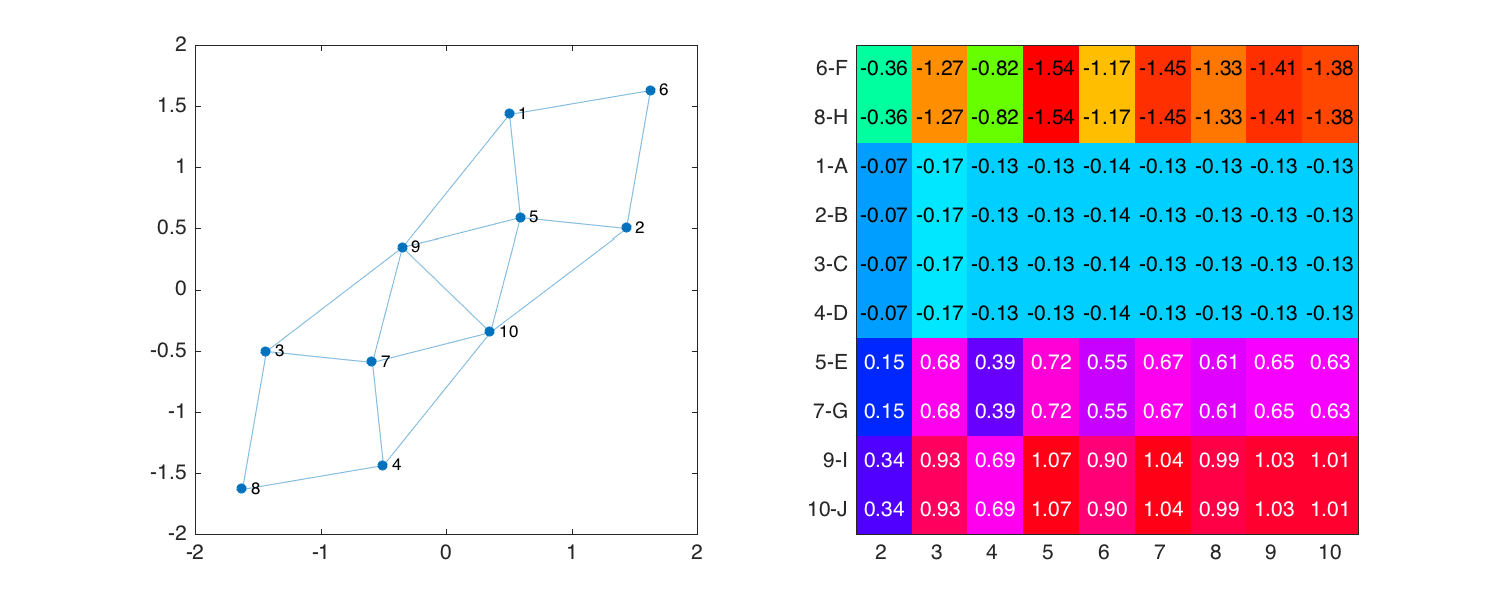 2
1.5
1
0.5
0
-0.5
-1
-1.5
-2
-2 -1 0 1 2
6
1
5
2
9
10
3
7
4
8
6-F -0.36 -1.27 -0.82 -1.54 -1.17 -1.45 -1.33 -1.41 -1.38
8-H -0.36 -1.27 -0.82 -1.54 -1.17 -1.45 -1.33 -1.41 -1.38
1-A -0.07 -0.17 -0.13 -0.13 -0.14 -0.13 -0.13 -0.13 -0.13
2-B -0.07 -0.17 -0.13 -0.13 -0.14 -0.13 -0.13 -0.13 -0.13
3-C -0.07 -0.17 -0.13 -0.13 -0.14 -0.13 -0.13 -0.13 -0.13
4-D -0.07 -0.17 -0.13 -0.13 -0.14 -0.13 -0.13 -0.13 -0.13
5-E 0.15 0.68 0.39 0.72 0.55 0.67 0.61 0.65 0.63
7-G 0.15 0.68 0.39 0.72 0.55 0.67 0.61 0.65 0.63
9-I 0.34 0.93 0.69 1.07 0.90 1.04 0.99 1.03 1.01
10-J 0.34 0.93 0.69 1.07 0.90 1.04 0.99 1.03 1.01
2 3 4 5 6 7 8 9 10